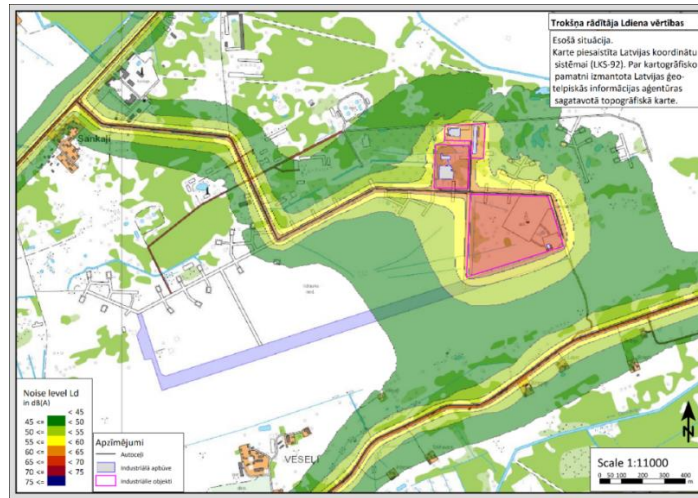 Trokšņa rādītāja Ldiena vērtības
Esošā situācija.
Karte piesaistīta Latvijas koordinātu
sistēmai (LKS-92). Par kartogrāfisko
pamatni izmantota Latvijas ģeo-
telpiskās informācijas aģentūras
sagatavotā topogrāfiskā karte.
VESEĻI
Noise level Ld
in dB(A)
< 45
45 <= < 50
50 <= < 55
55 <= < 60
60 <= < 65
65 <= < 70
70 <= < 75
75 <=
Apzīmējumi
Autoceļi
industriālā apbūve
industriālie objekti
N
Scale 1:11000
0 50 100 200 300 400
m